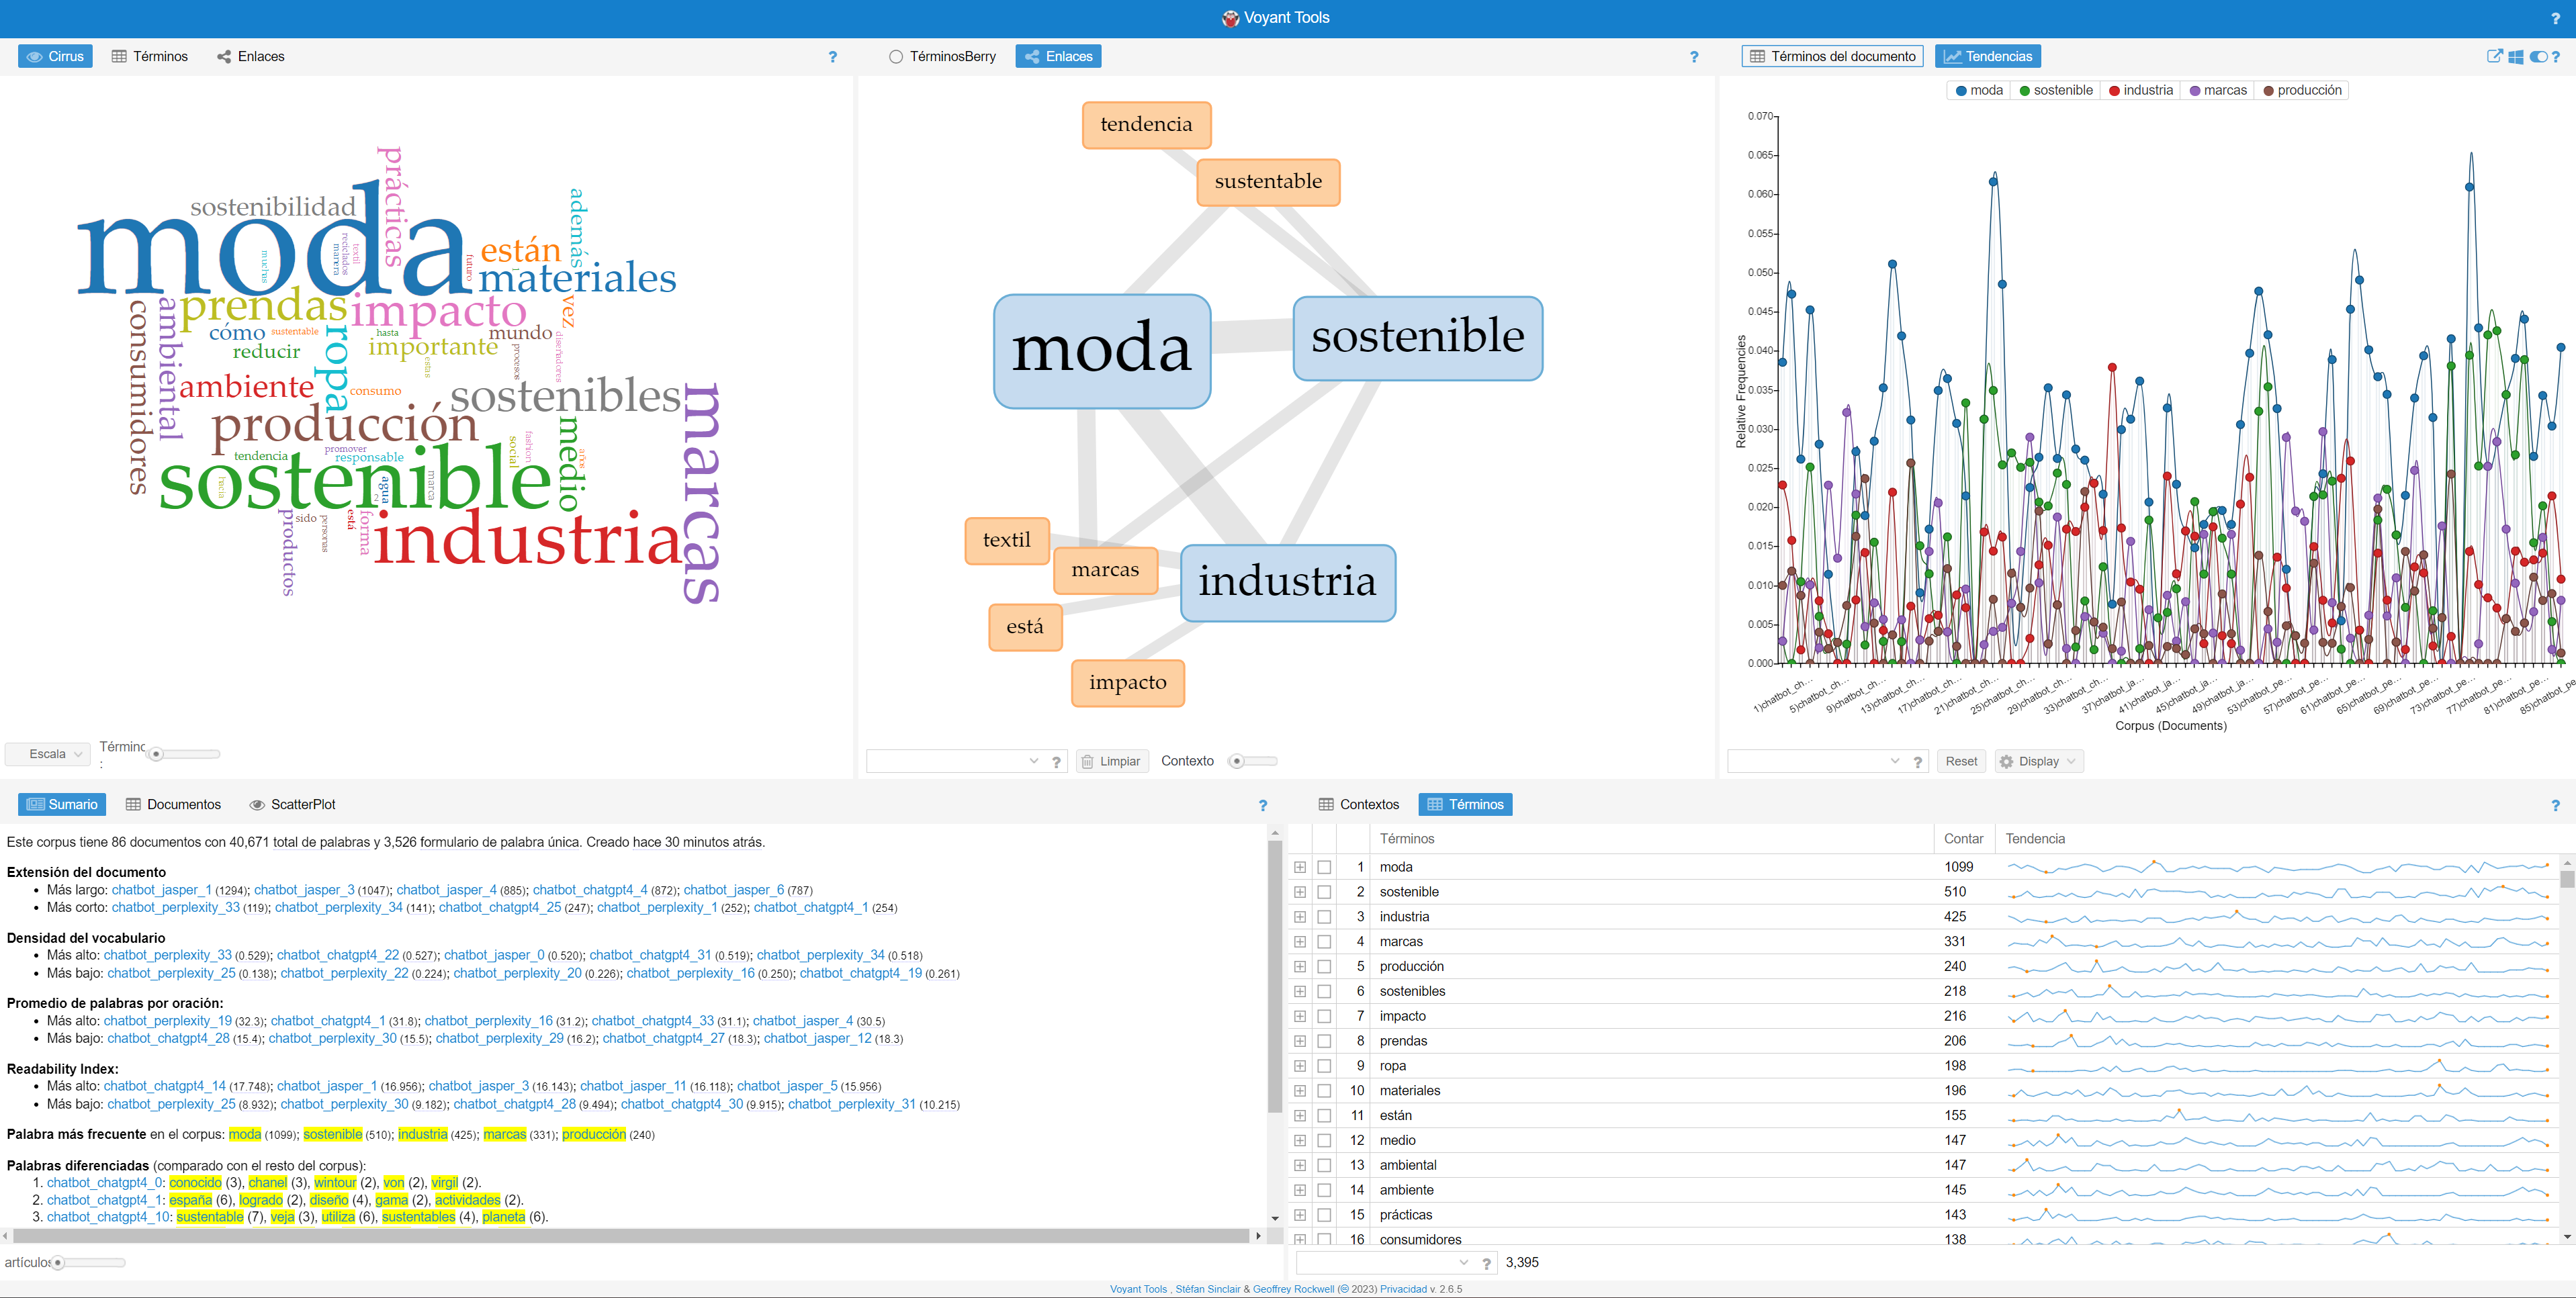 Voyant Tools
?
Cirrus
Términos
Enlaces
?
TérminosBerry
Enlaces
?
Términos del documento
Tendencias
?
moda
sostenibilidad
prácticas
además
están
materiales
muchas
manera
reciclados
textil
futuro
1
prendas
impacto
vez
consumidores
ambiental
cómo
sustentable
hasta
mundo
reducir
ropa
importante
estas
procesos
diseñadores
ambiente
consumo
sostenibles
marcas
producción
medio
tendencia
promover
responsable
social
fashion
años
sostenible
hacia
2
agua
marca
productos
sido
personas
está
forma
industria
Escala
Términc
:
tendencia
sustentable
moda
sostenible
textil
marcas
industria
está
impacto
?
Limpiar
Contexto
moda
sostenible
industria
marcas
producción
Relative Frequencies
0.070
0.065
0.060
0.055
0.050
0.045
0.040
0.035
0.030
0.025
0.020
0.015
0.010
0.005
0.000
1)chatbot_ch...
5)chatbot_ch...
9)chatbot_ch...
13)chatbot_ch...
17)chatbot_ch...
21)chatbot_ch...
25)chatbot_ch...
29)chatbot_ch...
33)chatbot_ch...
37)chatbot_ja...
41)chatbot_ja...
45)chatbot_ja...
49)chatbot_ja...
53)chatbot_pe...
57)chatbot_pe...
61)chatbot_pe...
65)chatbot_pe...
69)chatbot_pe...
73)chatbot_pe...
77)chatbot_pe...
81)chatbot_pe...
85)chatbot_pe
Corpus (Documents)
?
Reset
Display
Sumario
Documentos
ScatterPlot
?
Este corpus tiene 86 documentos con 40,671 total de palabras y 3,526 formulario de palabra única. Creado hace 30 minutos atrás.
Extensión del documento
• Más largo: chatbot_jasper_1 (1294); chatbot_jasper_3 (1047); chatbot_jasper_4 (885); chatbot_chatgpt4_4 (872); chatbot_jasper_6 (787)
• Más corto: chatbot_perplexity_33 (119); chatbot_perplexity_34 (141); chatbot_chatgpt4_25 (247); chatbot_perplexity_1 (252); chatbot_chatgpt4_1 (254)
Densidad del vocabulario
• Más alto: chatbot_perplexity_33 (0.529); chatbot_chatgpt4_22 (0.527); chatbot_jasper_0 (0.520); chatbot_chatgpt4_31 (0.519); chatbot_perplexity_34 (0.518)
• Más bajo: chatbot_perplexity_25 (0.138); chatbot_perplexity_22 (0.224); chatbot_perplexity_20 (0.226); chatbot_perplexity_16 (0.250); chatbot_chatgpt4_19 (0.261)
Promedio de palabras por oración:
• Más alto: chatbot_perplexity_19 (32.3); chatbot_chatgpt4_1 (31.8); chatbot_perplexity_16 (31.2); chatbot_chatgpt4_33 (31.1); chatbot_jasper_4 (30.5)
• Más bajo: chatbot_chatgpt4_28 (15.4); chatbot_perplexity_30 (15.5); chatbot_perplexity_29 (16.2); chatbot_chatgpt4_27 (18.3); chatbot_jasper_12 (18.3)
Readability Index:
• Más alto: chatbot_chatgpt4_14 (17.748); chatbot_jasper_1 (16.956); chatbot_jasper_3 (16.143); chatbot_jasper_11 (16.118); chatbot_jasper_5 (15.956)
• Más bajo: chatbot_perplexity_25 (8.932); chatbot_perplexity_30 (9.182); chatbot_chatgpt4_28 (9.494); chatbot_chatgpt4_30 (9.915); chatbot_perplexity_31 (10.215)
Palabra más frecuente en el corpus: moda (1099); sostenible (510); industria (425); marcas (331); producción (240)
Palabras diferenciadas (comparado con el resto del corpus):
1. chatbot_chatgpt4_0: conocido (3), chanel (3), wintour (2), von (2), virgil (2).
2. chatbot_chatgpt4_1: españa (6), logrado (2), diseño (4), gama (2), actividades (2).
3. chatbot_chatgpt4_10: sustentable (7), veja (3), utiliza (6), sustentables (4), planeta (6).
artículos
Contextos
Términos
?
Términos Contar Tendencia
1 moda 1099
2 sostenible 510
3 industria 425
4 marcas 331
5 producción 240
6 sostenibles 218
7 impacto 216
8 prendas 206
9 ropa 198
10 materiales 196
11 están 155
12 medio 147
13 ambiental 147
14 ambiente 145
15 prácticas 143
16 consumidores 138
? 3,395
Voyant Tools , Stéfan Sinclair & Geoffrey Rockwell (© 2023) Privacidad v. 2.6.5